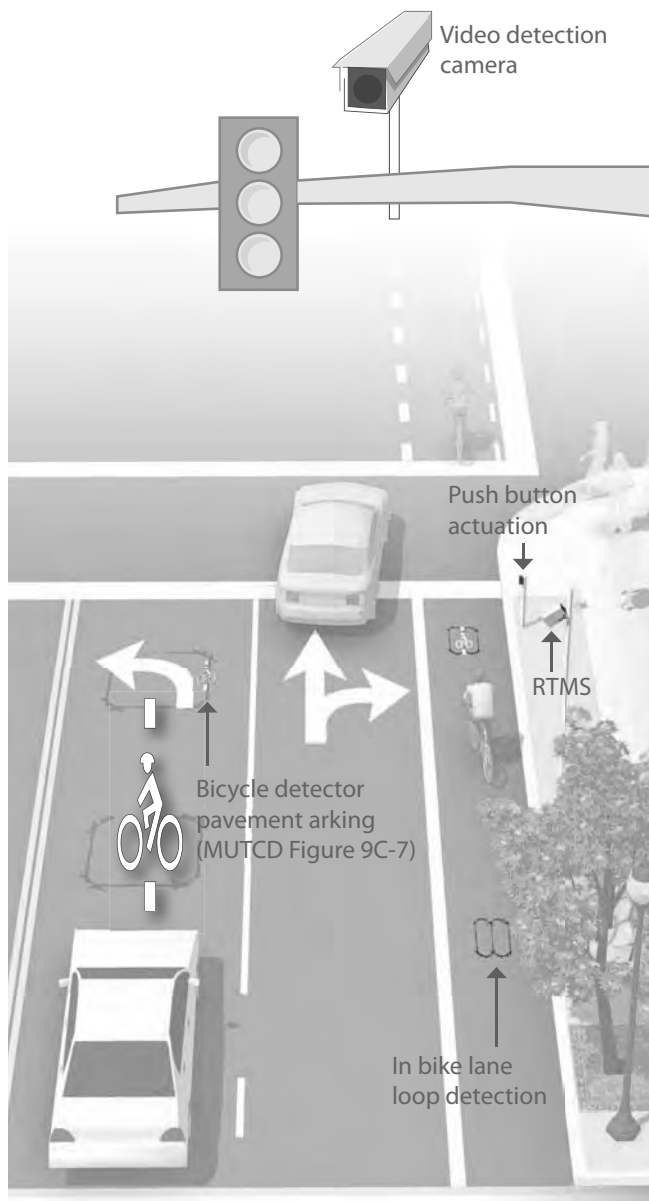 Video detection
camera
Push button
actuation
RTMS
Bicycle detector
pavement arking
(MUTCD Figure 9C-7)
In bike lane
loop detection